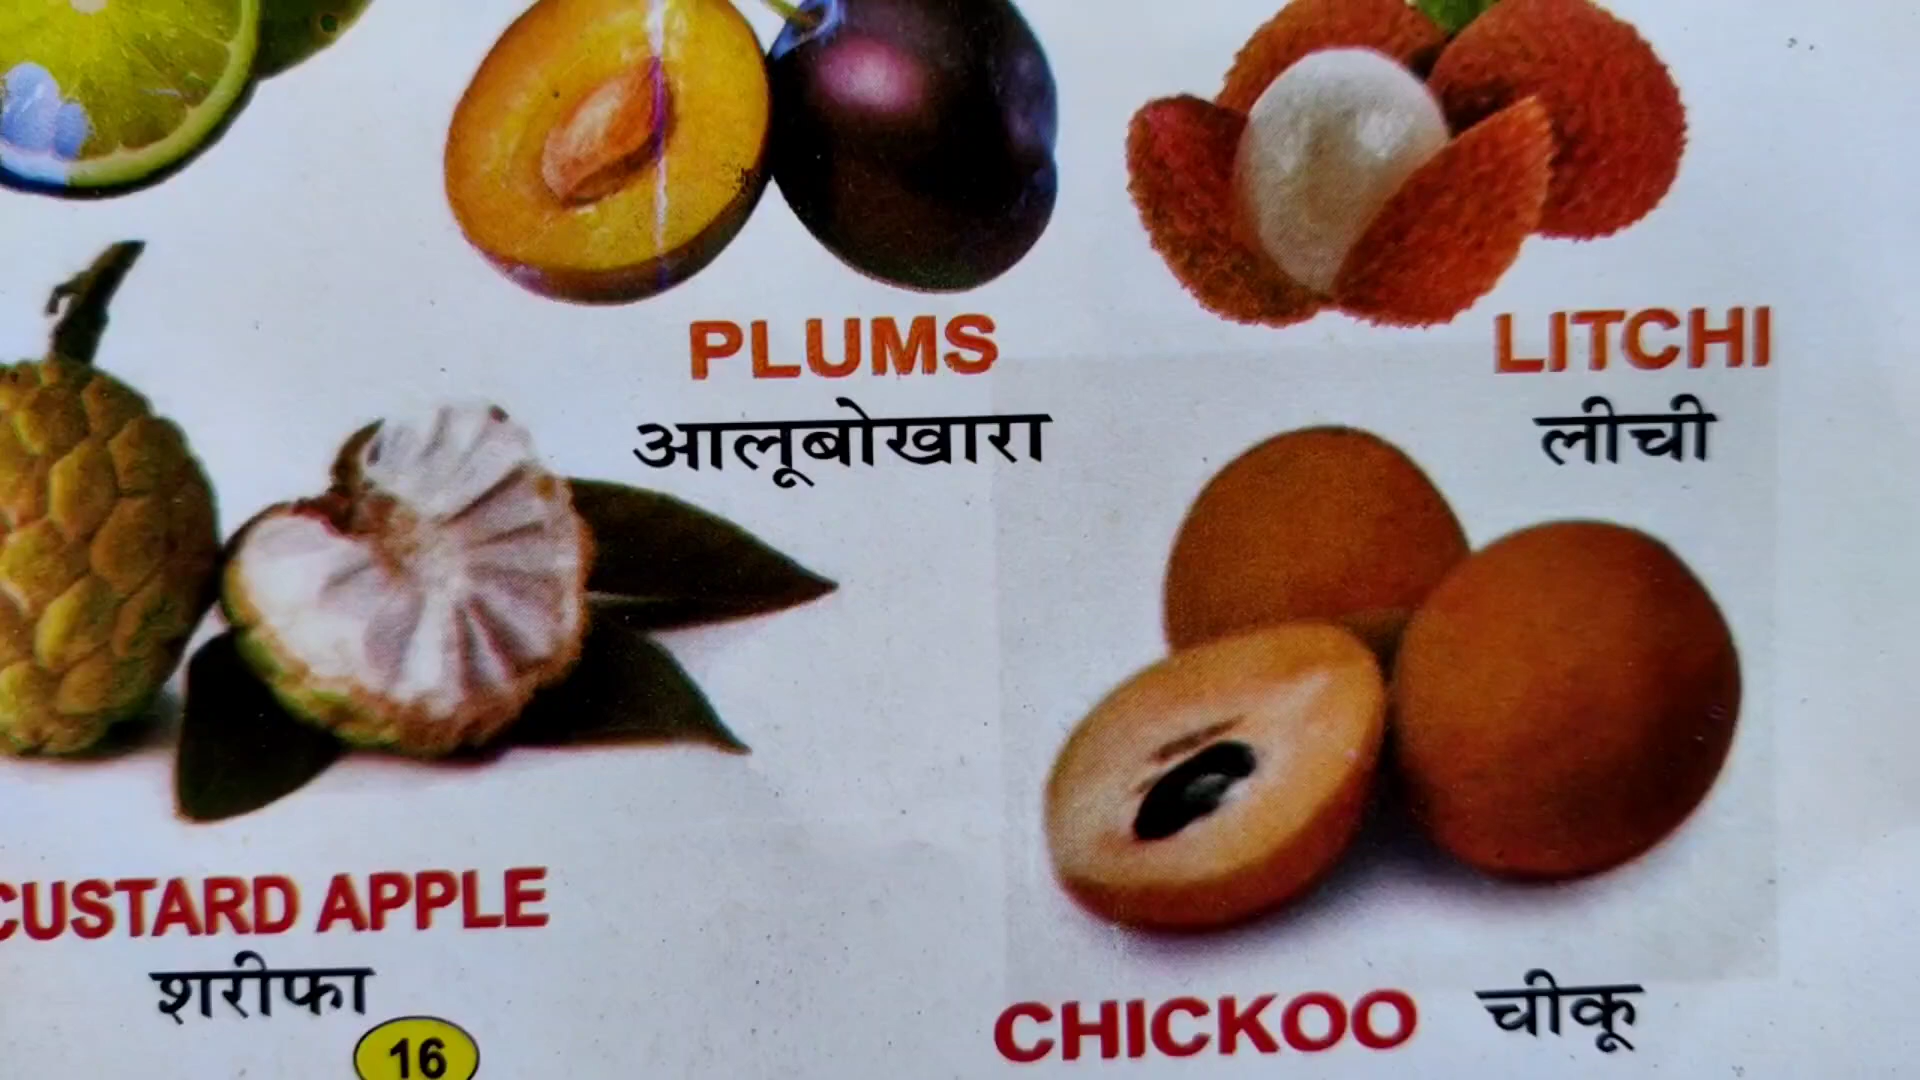 PLUMS
आलूबोखारा
LITCHI
लीची
CUSTARD APPLE
शरीफा
CHICKOO चीकू
16